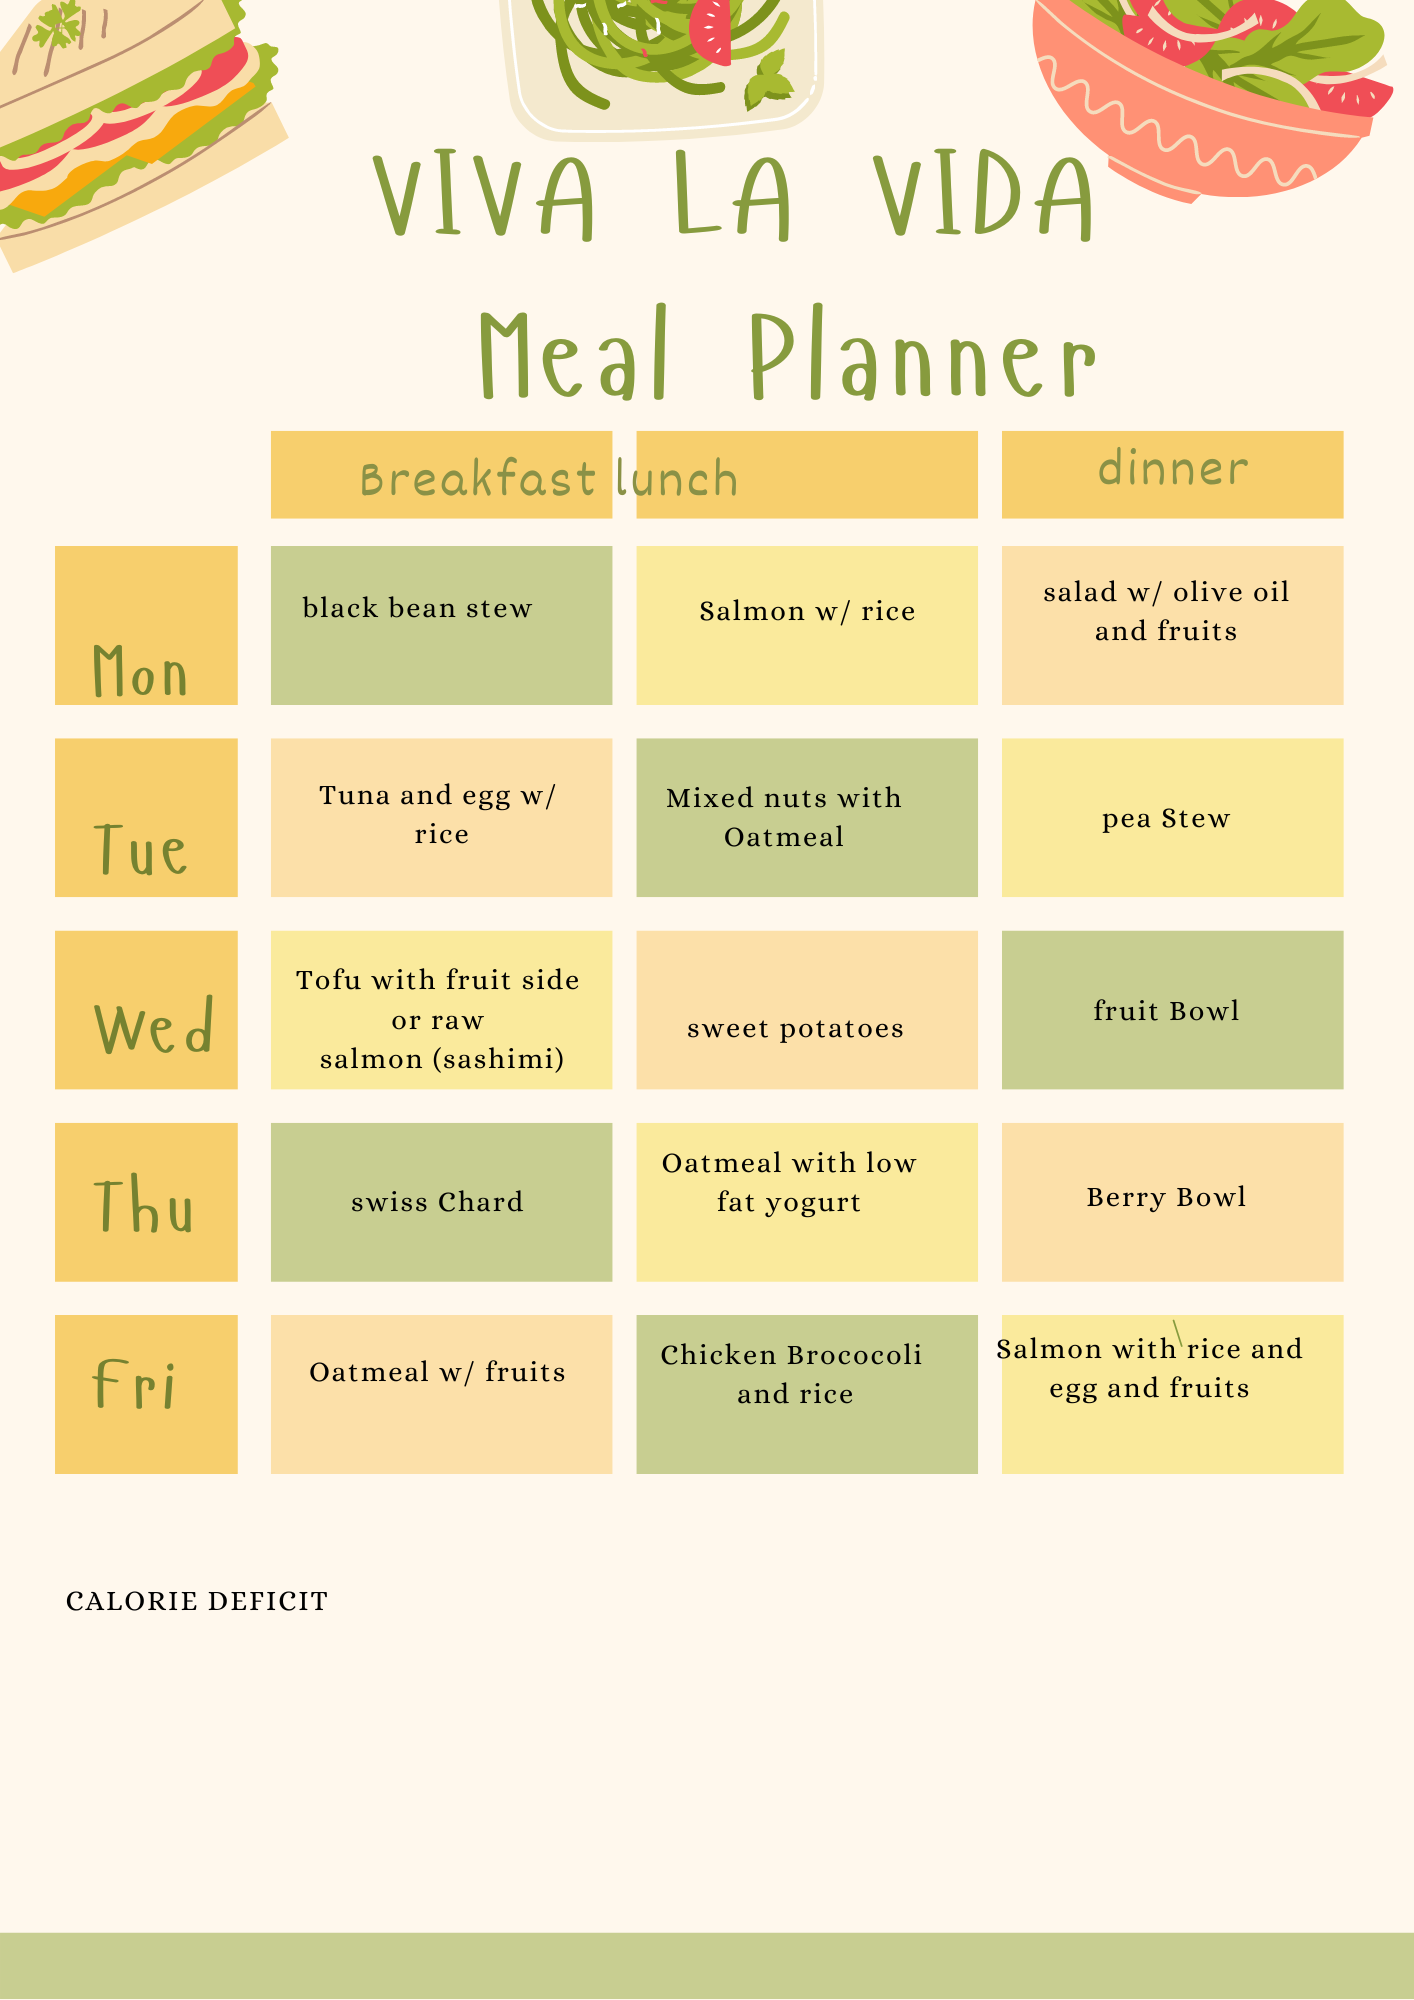 VIVA LA VIDA
Meal Planner
Breakfast lunch dinner
Mon
black bean stew
Salmon w/ rice
salad w/ olive oil
and fruits
Tue
Tuna and egg w/
rice
Mixed nuts with
Oatmeal
pea Stew
Wed
Tofu with fruit side
or raw
salmon (sashimi)
sweet potatoes
fruit Bowl
Thu
swiss Chard
Oatmeal with low
fat yogurt
Berry Bowl
Fri
Oatmeal w/ fruits
Chicken Brococoli
and rice
Salmon with rice and
egg and fruits
CALORIE DEFICIT